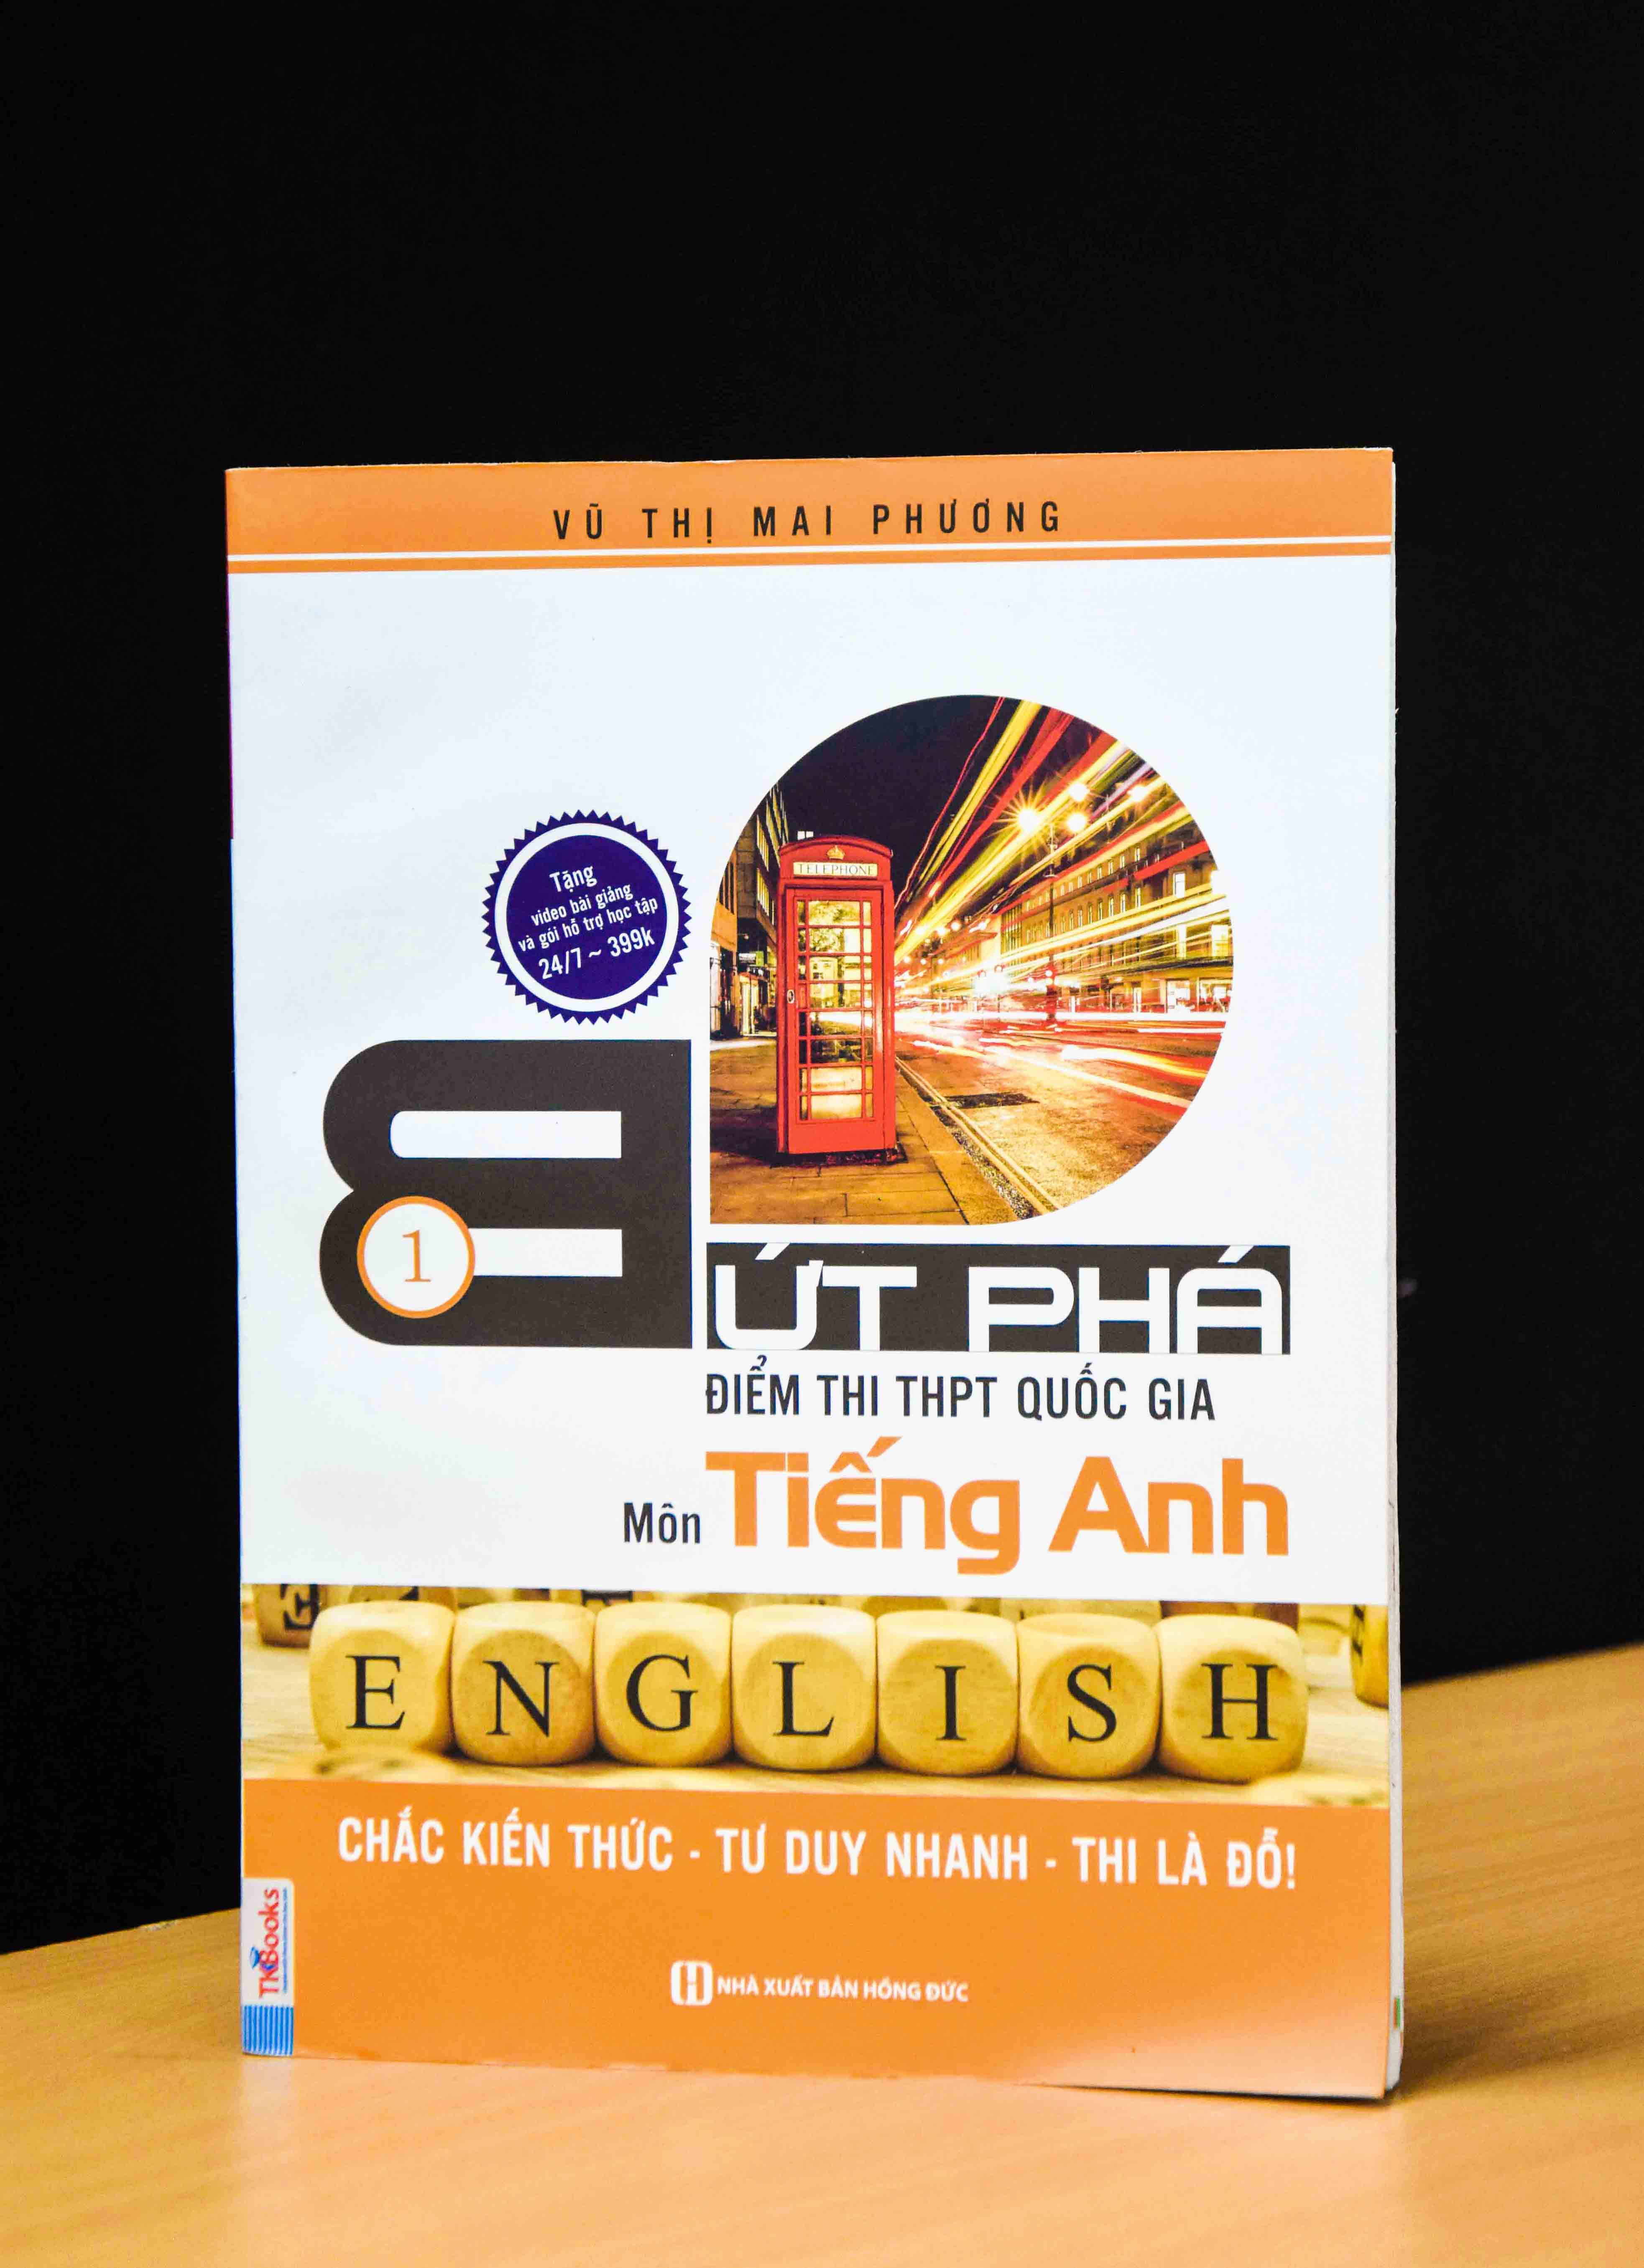 VŨ THỊ MAI PHƯƠNG
TELEPHONE
Tặng
video bài giảng
và gói hỗ trợ học tập
24/7 ~ 399k
1
BỨT PHÁ
ĐIỂM THI THPT QUỐC GIA
Môn Tiếng Anh
ENGLISH
CHẮC KIẾN THỨC - TƯ DUY NHANH - THI LÀ ĐỖ!
TKBooks
NHÀ XUẤT BẢN HỒNG ĐỨC